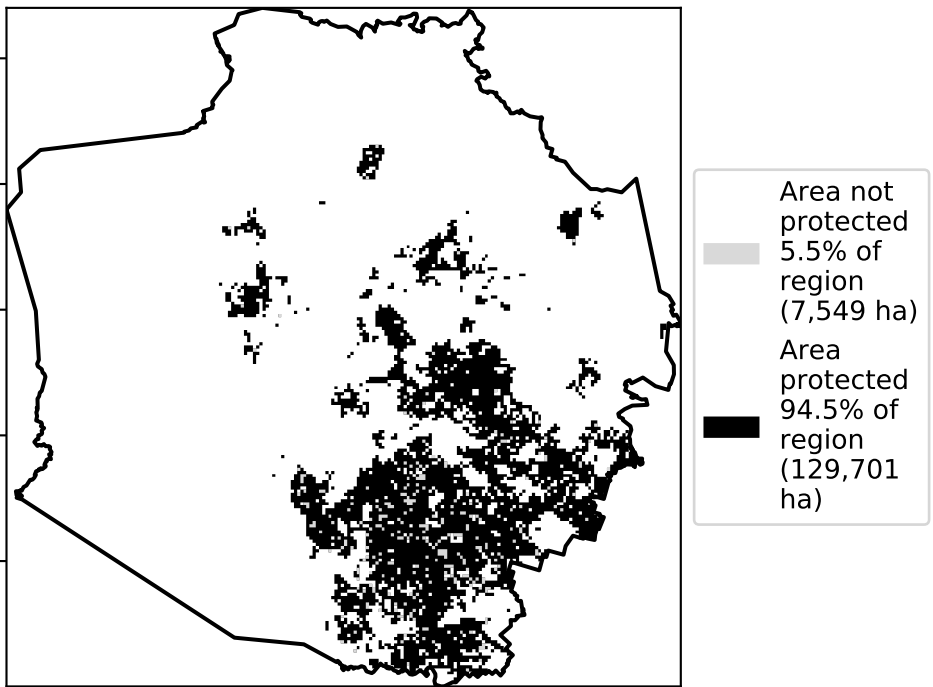 Area not
protected
5.5% of
region
(7,549 ha)
Area
protected
94.5% of
region
(129,701
ha)